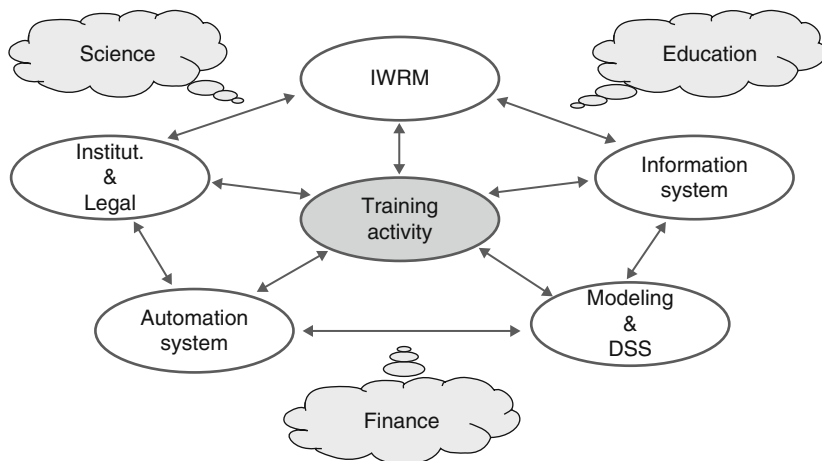 Science
IWRM
Education
Institut.
&
Legal
Training
activity
Information
system
Automation
system
Modeling
&
DSS
Finance